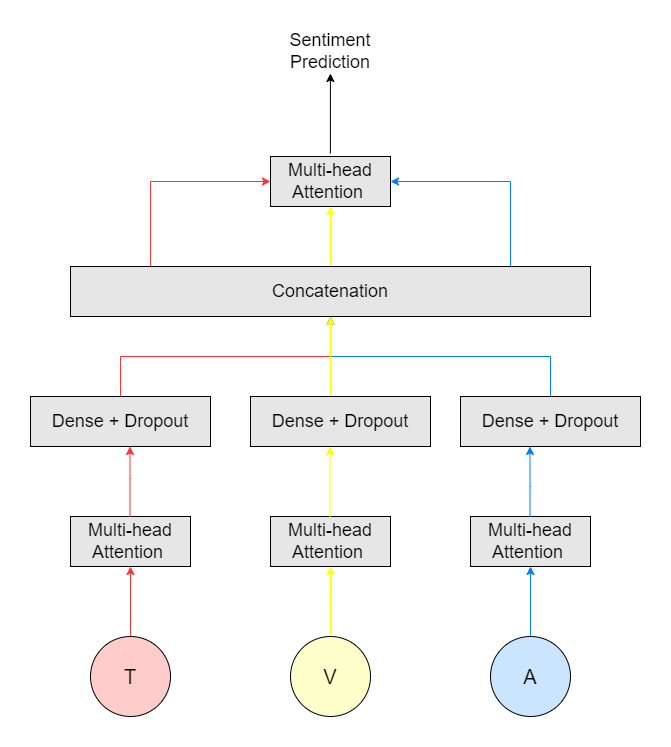 Sentiment
Prediction
Multi-head
Attention
Concatenation
Dense + Dropout
Dense + Dropout
Dense + Dropout
Multi-head
Attention
Multi-head
Attention
Multi-head
Attention
T
V
A